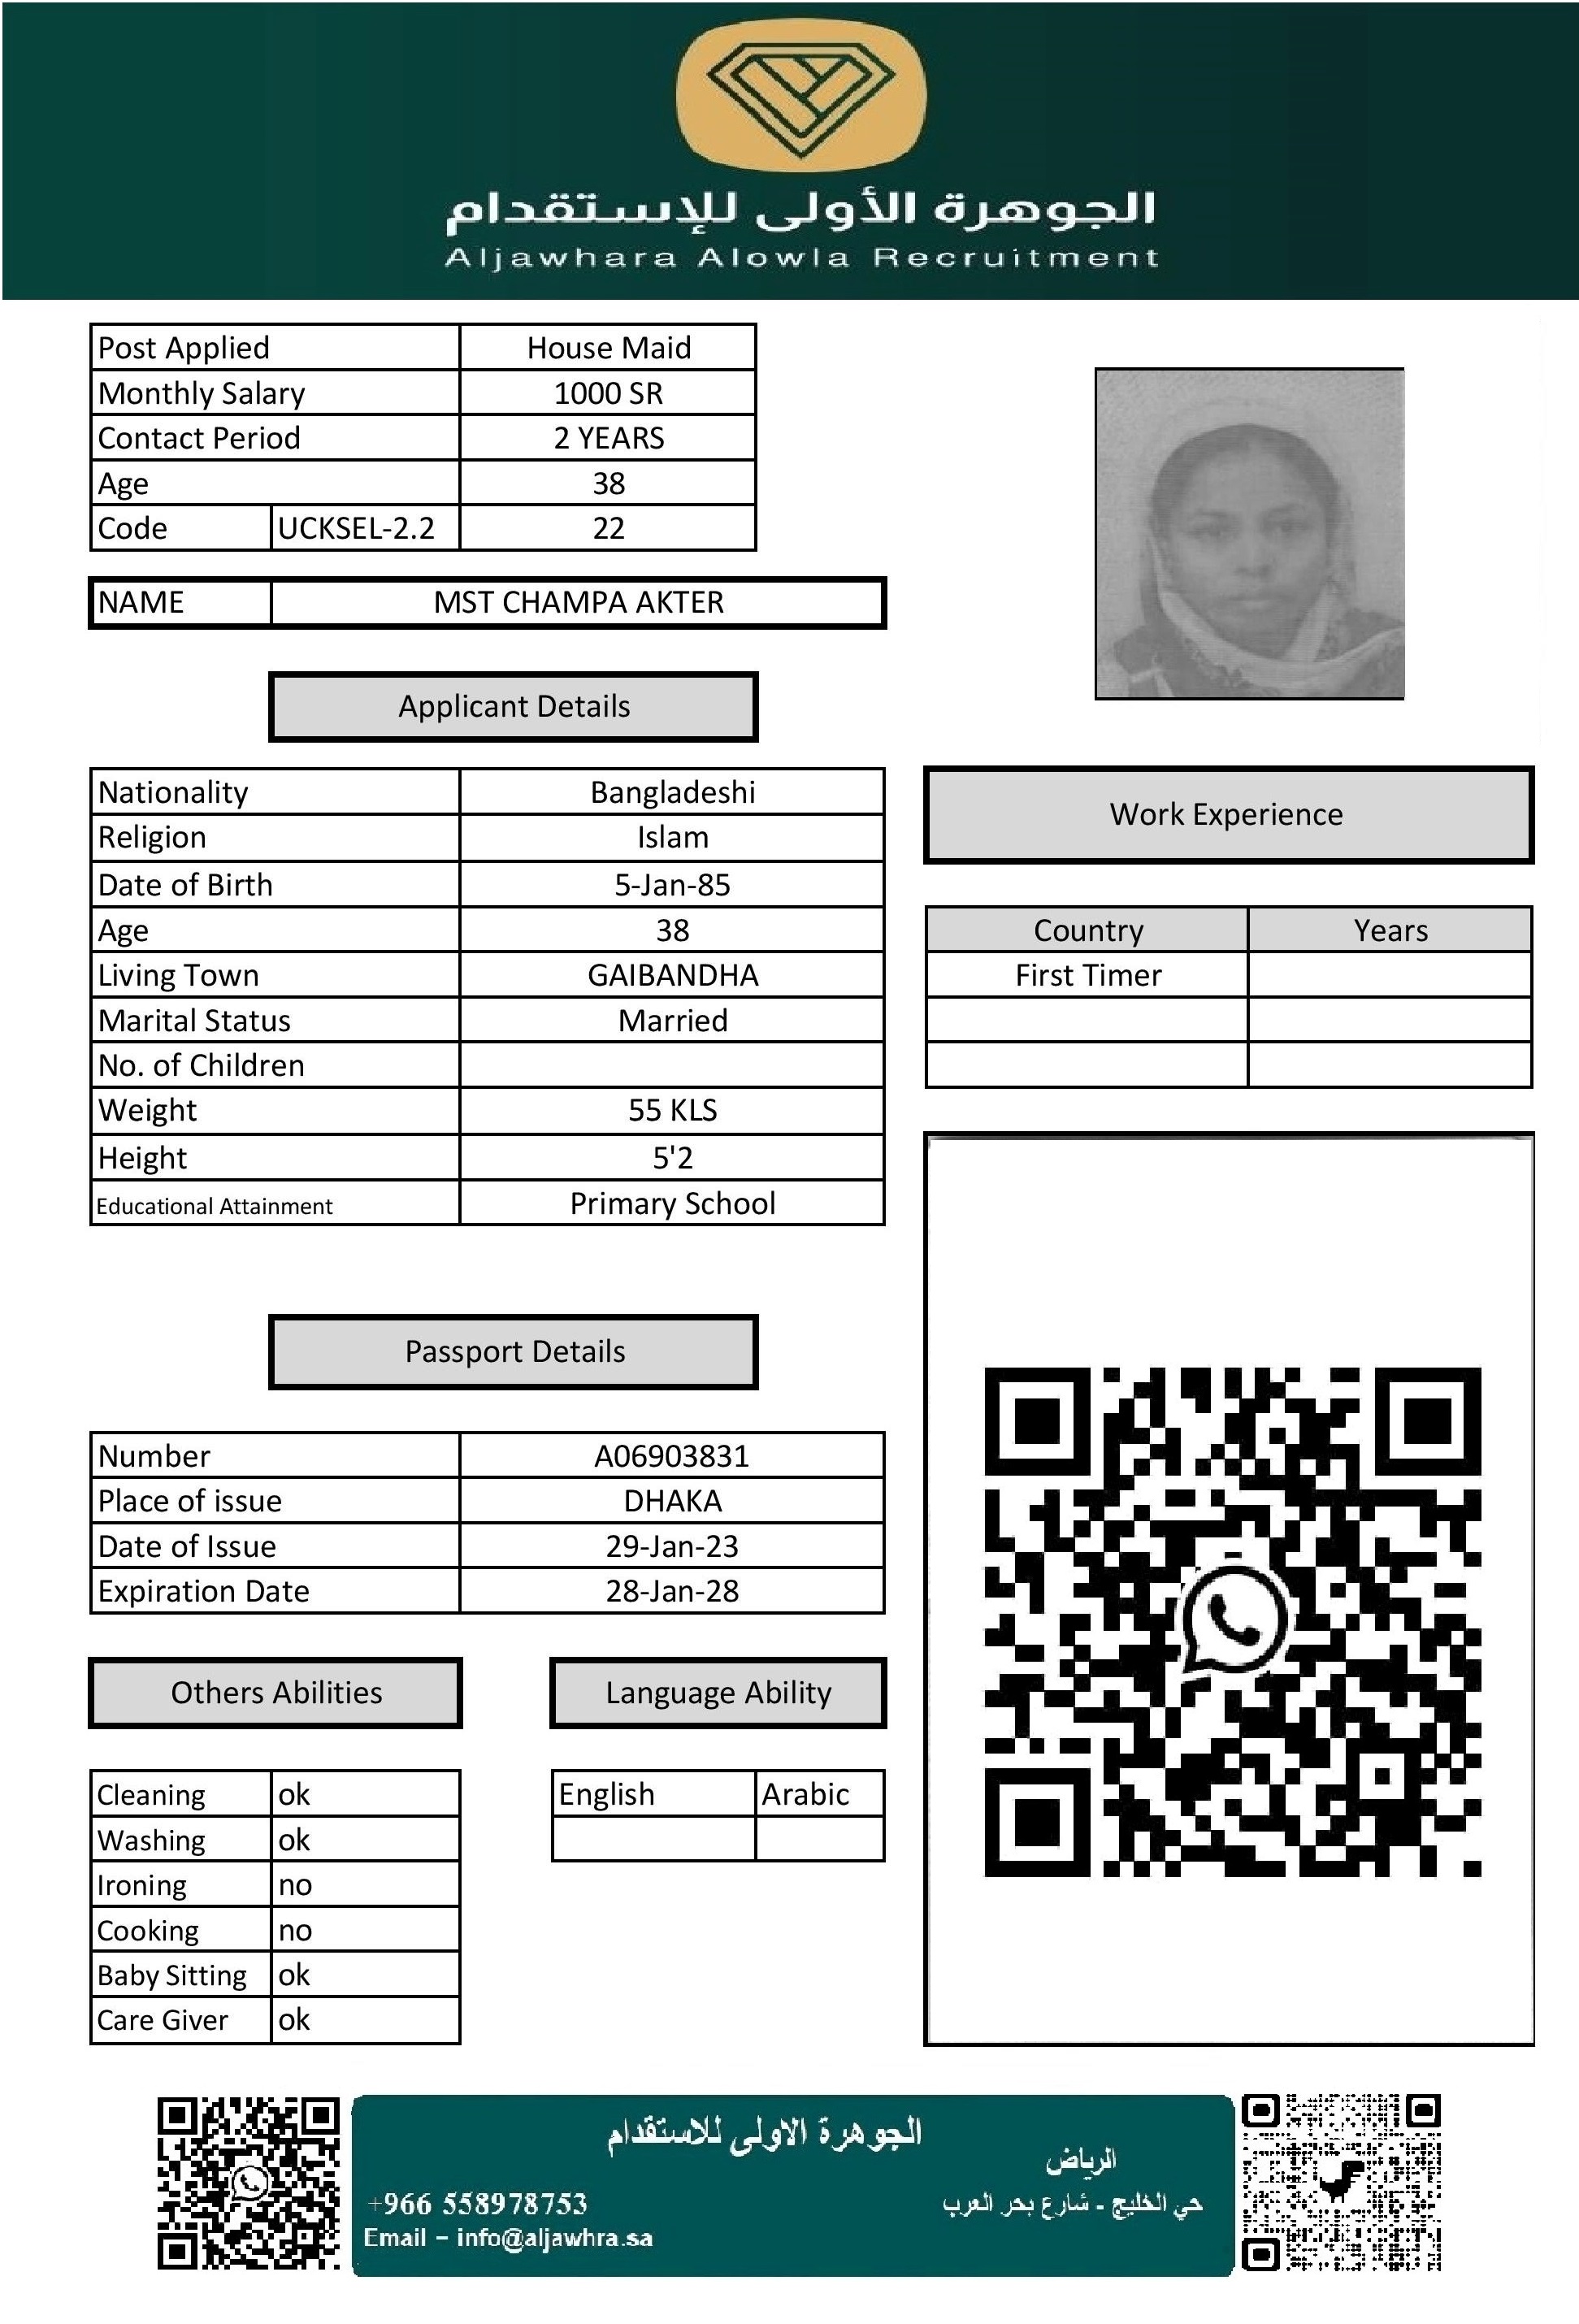 الجوهرة الأولى للإستقدام
Aljawhara Alowla Recruitment
Post Applied House Maid
Monthly Salary 1000 SR
Contact Period 2 YEARS
Age 38
Code UCKSEL-2.2 22
NAME MST CHAMPA AKTER
Applicant Details
Nationality Bangladeshi
Religion Islam
Date of Birth 5-Jan-85
Age 38
Living Town GAIBANDHA
Marital Status Married
No. of Children
Weight 55 KLS
Height 5'2
Educational Attainment Primary School
Work Experience
Country Years
First Timer
Passport Details
Number A06903831
Place of issue DHAKA
Date of Issue 29-Jan-23
Expiration Date 28-Jan-28
Others Abilities
Cleaning ok
Washing ok
Ironing no
Cooking no
Baby Sitting ok
Care Giver ok
Language Ability
English Arabic
الجوهرة الاولى للاستقدام
الرياض
حي الخليج - شارع بحر العرب
+966 558978753
Email – info@aljawhra.sa